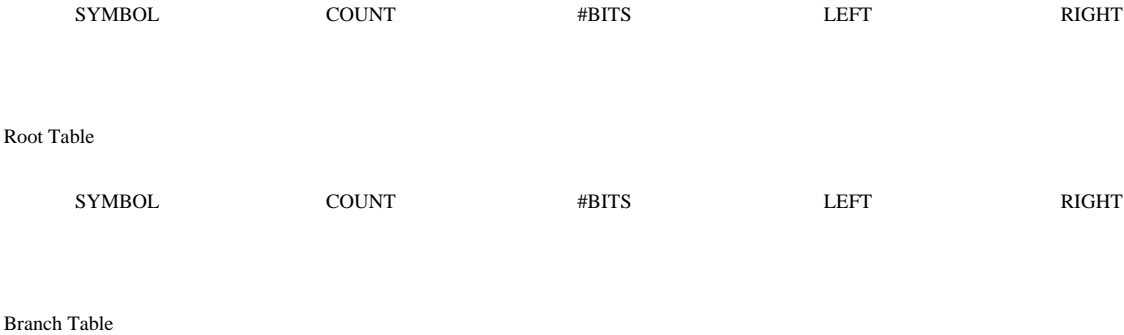 SYMBOL COUNT #BITS LEFT RIGHT
Root Table
SYMBOL COUNT #BITS LEFT RIGHT
Branch Table